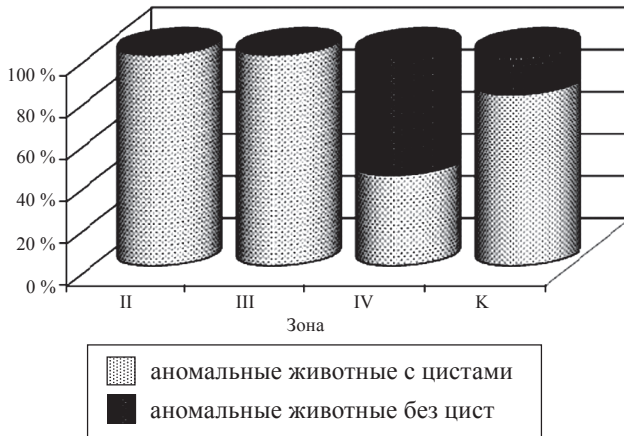 100 %
80 %
60 %
40 %
20 %
0 %
II III IV K
Зона
аномальные животные с цистами
аномальные животные без цист